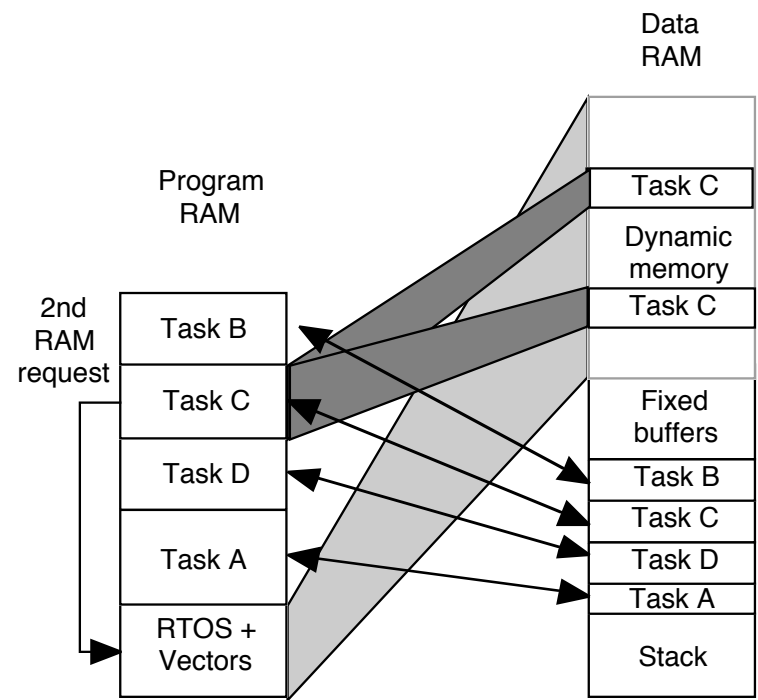 Data
RAM
Program
RAM
2nd
RAM
request
Task B
Task C
Task D
Task A
RTOS +
Vectors
Task C
Dynamic
memory
Task C
Fixed
buffers
Task B
Task C
Task D
Task A
Stack